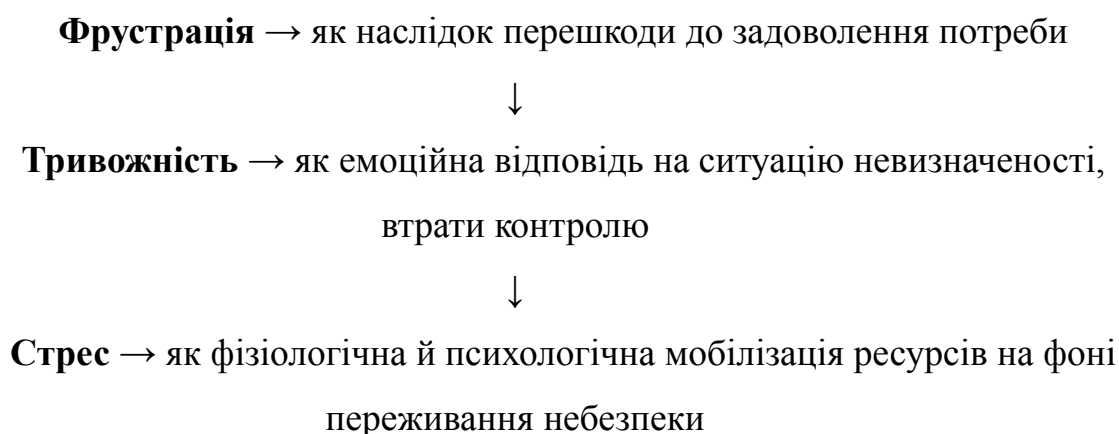 Фрустрація → як наслідок перешкоди до задоволення потреби
↓
Тривожність → як емоційна відповідь на ситуацію невизначеності,
втрати контролю
↓
Стрес → як фізіологічна й психологічна мобілізація ресурсів на фоні
переживання небезпеки